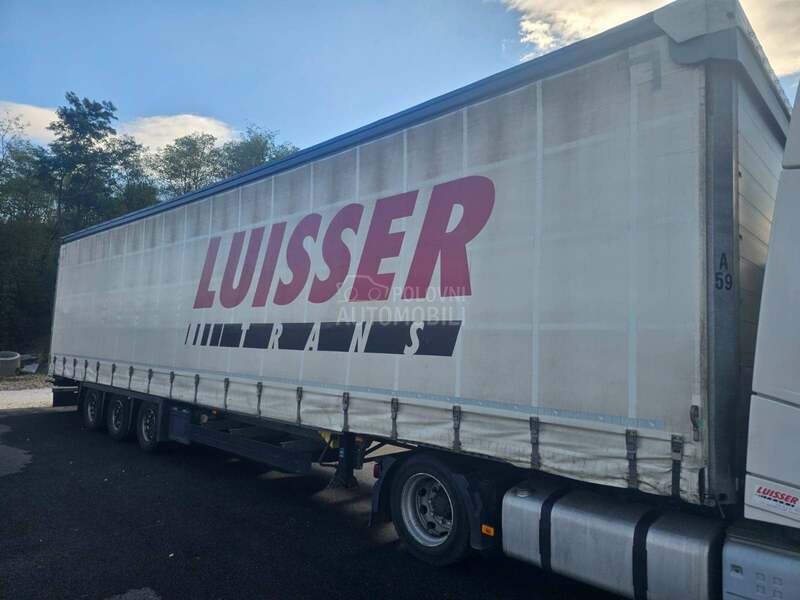 LUISSER
TRANS
POLOVNI
AUTOMOBILI
A
59
LUISSER